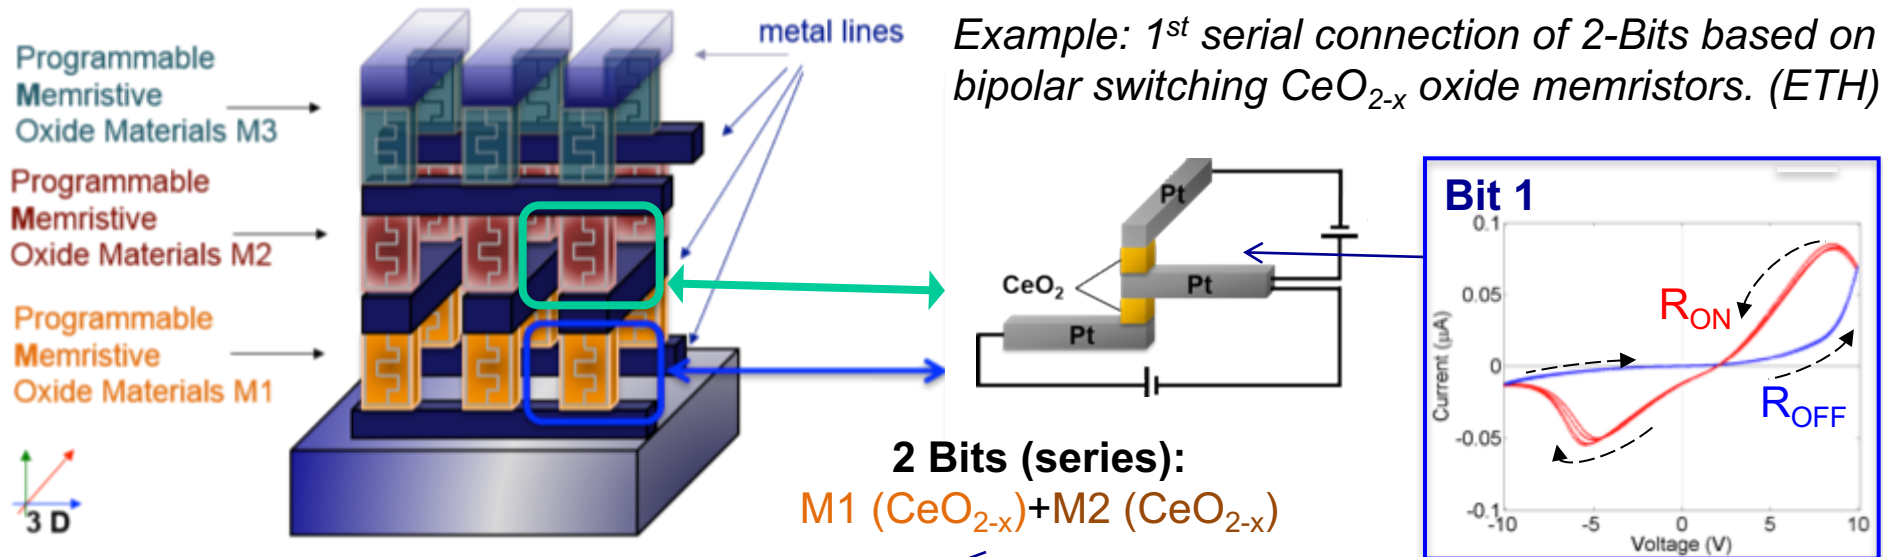 Programmable
Memristive
Oxide Materials M3
Programmable
Memristive
Oxide Materials M2
Programmable
Memristive
Oxide Materials M1
3 D
metal lines
Example: 1st serial connection of 2-Bits based on
bipolar switching CeO2-x oxide memristors. (ETH)
Pt
CeO2
Pt
Pt
2 Bits (series):
M1 (CeO2-x)+M2 (CeO2-x)
Bit 1
Current (µA)
0.1
0.05
0
-0.05
-0.1
RON
ROFF
-10
-5
0
5
10
Voltage (V)